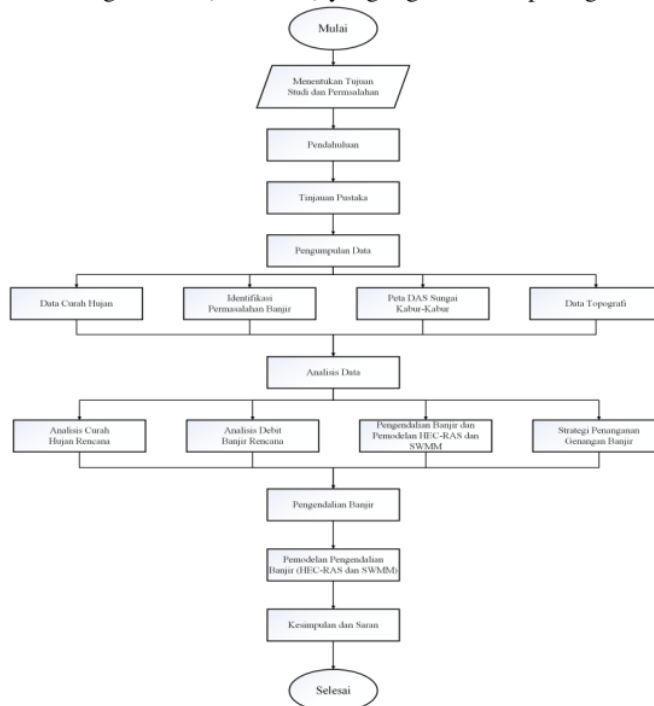 Mulai
Menentukan Tujuan
Studi dan Permsalahan
Pendahuluan
Tinjauan Pustaka
Pengumpulan Data
Data Curah Hujan
Identifikasi
Permasalahan Banjir
Peta DAS Sungai
Kabur-Kabur
Data Topografi
Analisis Data
Analisis Curah
Hujan Rencana
Analisis Debit
Banjir Rencana
Pengendalian Banjir dan
Pemodelan HEC-RAS dan
SWMM
Strategi Penanganan
Genangan Banjir
Pengendalian Banjir
Pemodelan Pengendalian
Banjir (HEC-RAS dan SWMM)
Kesimpulan dan Saran
Selesai